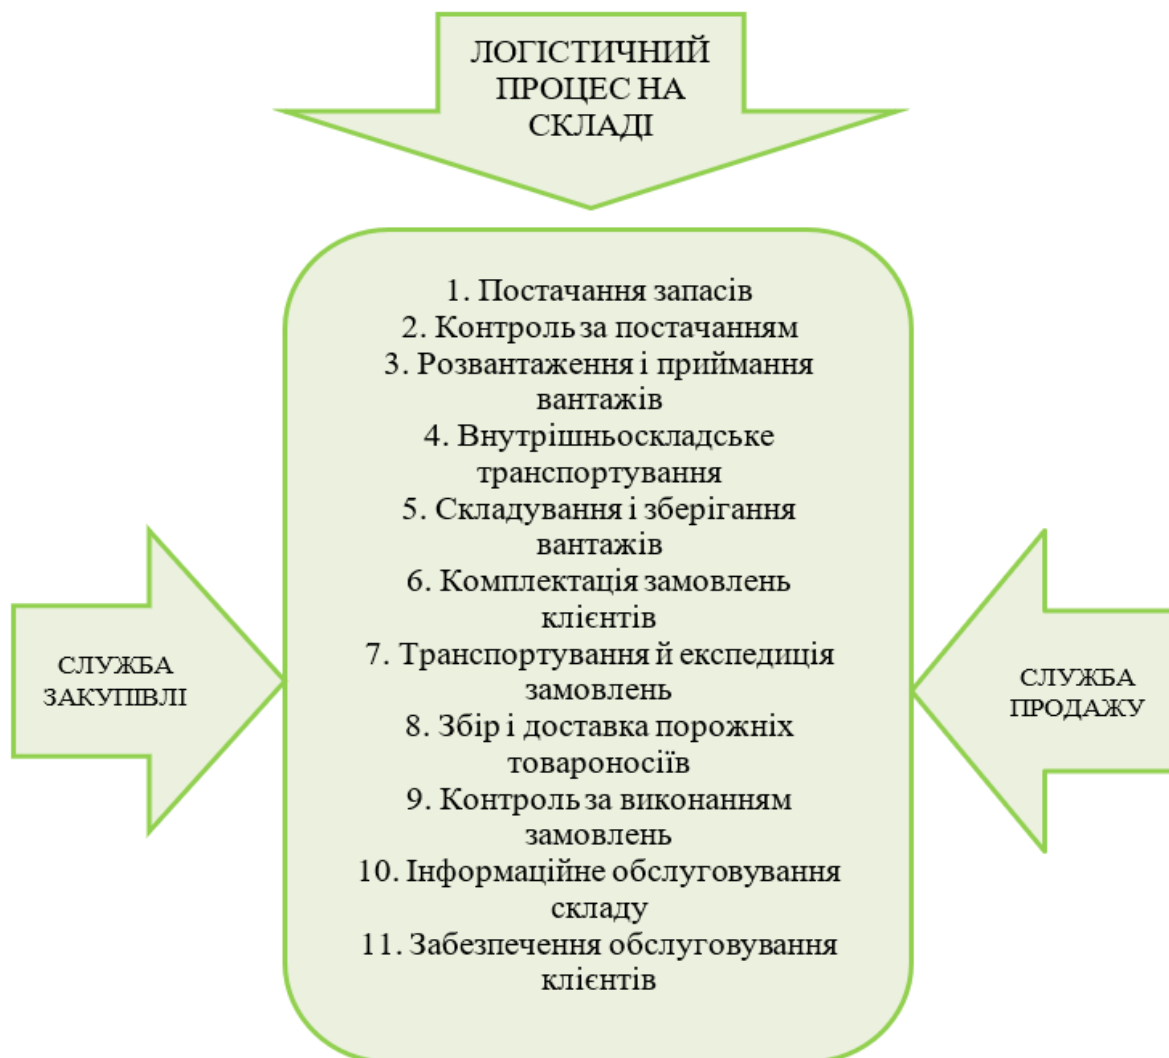 ЛОГІСТИЧНИЙ
ПРОЦЕС НА
СКЛАДІ
1. Постачання запасів
2. Контроль за постачанням
3. Розвантаження і приймання
вантажів
4. Внутрішньоскладське
транспортування
5. Складування і зберігання
вантажів
6. Комплектація замовлень
клієнтів
7. Транспортування й експедиція
замовлень
8. Збір і доставка порожніх
товароносіїв
9. Контроль за виконанням
замовлень
10. Інформаційне обслуговування
складу
11. Забезпечення обслуговування
клієнтів
СЛУЖБА
ЗАКУПІВЛІ
СЛУЖБА
ПРОДАЖУ